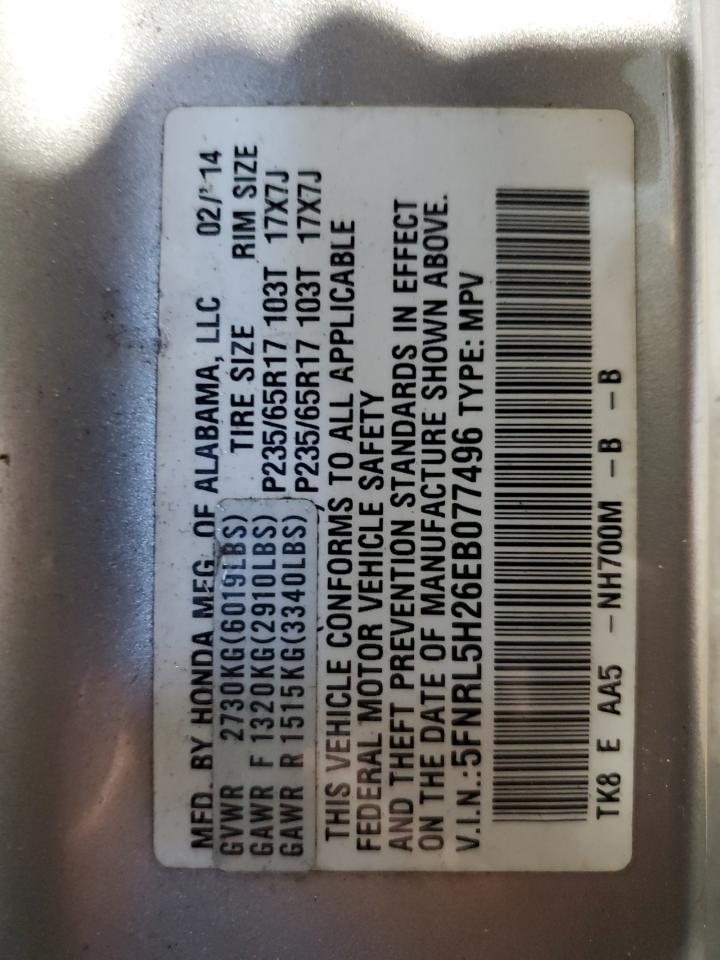 MFD. BY HONDA MFG. OF ALABAMA, LLC 02/14
TIRE SIZE RIM SIZE
GVWR 2730KG(6019LBS)
GAWR F 1320KG(2910LBS) P235/65R17 103T 17X7J
GAWR R 1515KG(3340LBS) P235/65R17 103T 17X7J
THIS VEHICLE CONFORMS TO ALL APPLICABLE
FEDERAL MOTOR VEHICLE SAFETY
AND THEFT PREVENTION STANDARDS IN EFFECT
ON THE DATE OF MANUFACTURE SHOWN ABOVE.
V.I.N.:5FNRL5H26EB077496 TYPE: MPV
TK8 E AA5 -NH700M -B -B